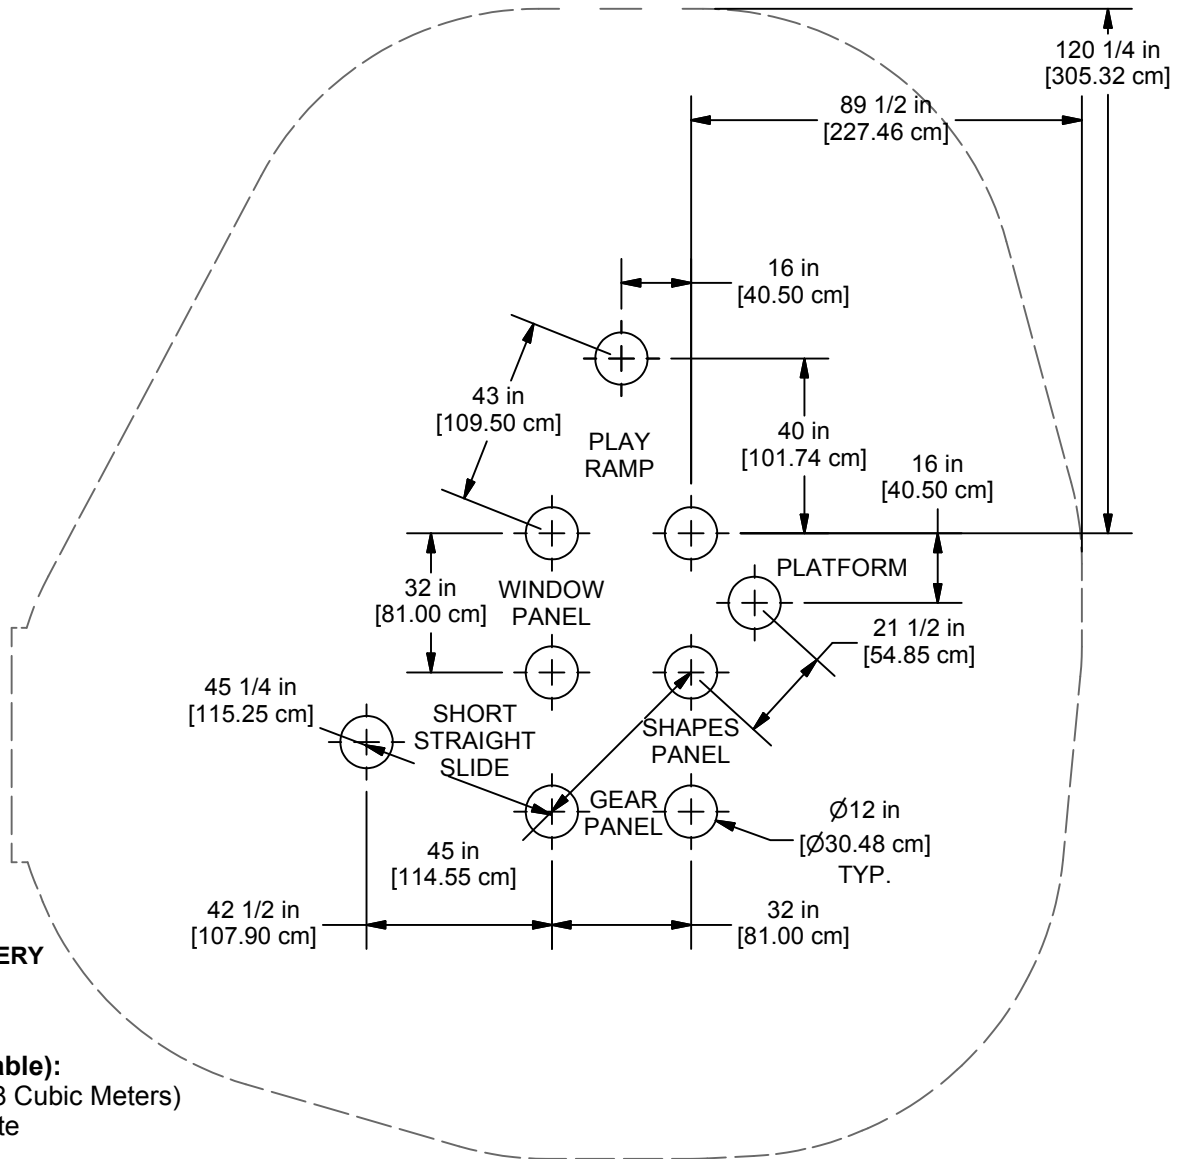 120 1/4 in
[305.32 cm]
89 1/2 in
[227.46 cm]
16 in
[40.50 cm]
43 in
[109.50 cm]
PLAY
RAMP
40 in
[101.74 cm]
16 in
[40.50 cm]
PLATFORM
32 in
[81.00 cm]
WINDOW
PANEL
21 1/2 in
[54.85 cm]
45 1/4 in
[115.25 cm]
SHORT
STRAIGHT
SLIDE
SHAPES
PANEL
GEAR
PANEL
Ø12 in
[Ø30.48 cm]
TYP.
45 in
[114.55 cm]
42 1/2 in
[107.90 cm]
32 in
[81.00 cm]
ERY
able):
3 Cubic Meters)
te